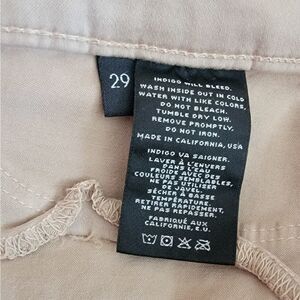 29
INDIGO WILL BLEED.
WASH INSIDE OUT IN COLD
WATER WITH LIKE COLORS.
DO NOT BLEACH.
TUMBLE DRY LOW.
REMOVE PROMPTLY.
DO NOT IRON.
MADE IN CALIFORNIA, USA
INDIGO VA SAIGNER.
LAVER À L'ENVERS
DANS L'EAU
FROIDE AVEC DES
COULEURS SEMBLABLES.
PAS UTILISER
DE JAVEL.
SÉCHER À BASSE
TEMPÉRATURE.
RETIRER RAPIDEMENT,
NE PAS REPASSER.
FABRIQUÉ AUX
CALIFORNIE, E.U.